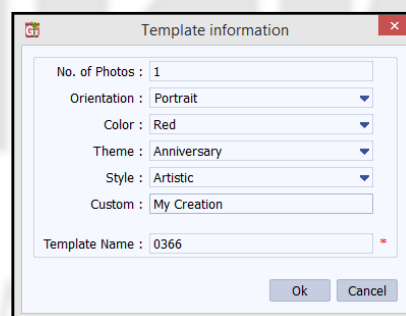 Template information
No. of Photos : 1
Orientation : Portrait
Color : Red
Theme : Anniversary
Style : Artistic
Custom : My Creation
Template Name : 0366 *
Ok Cancel